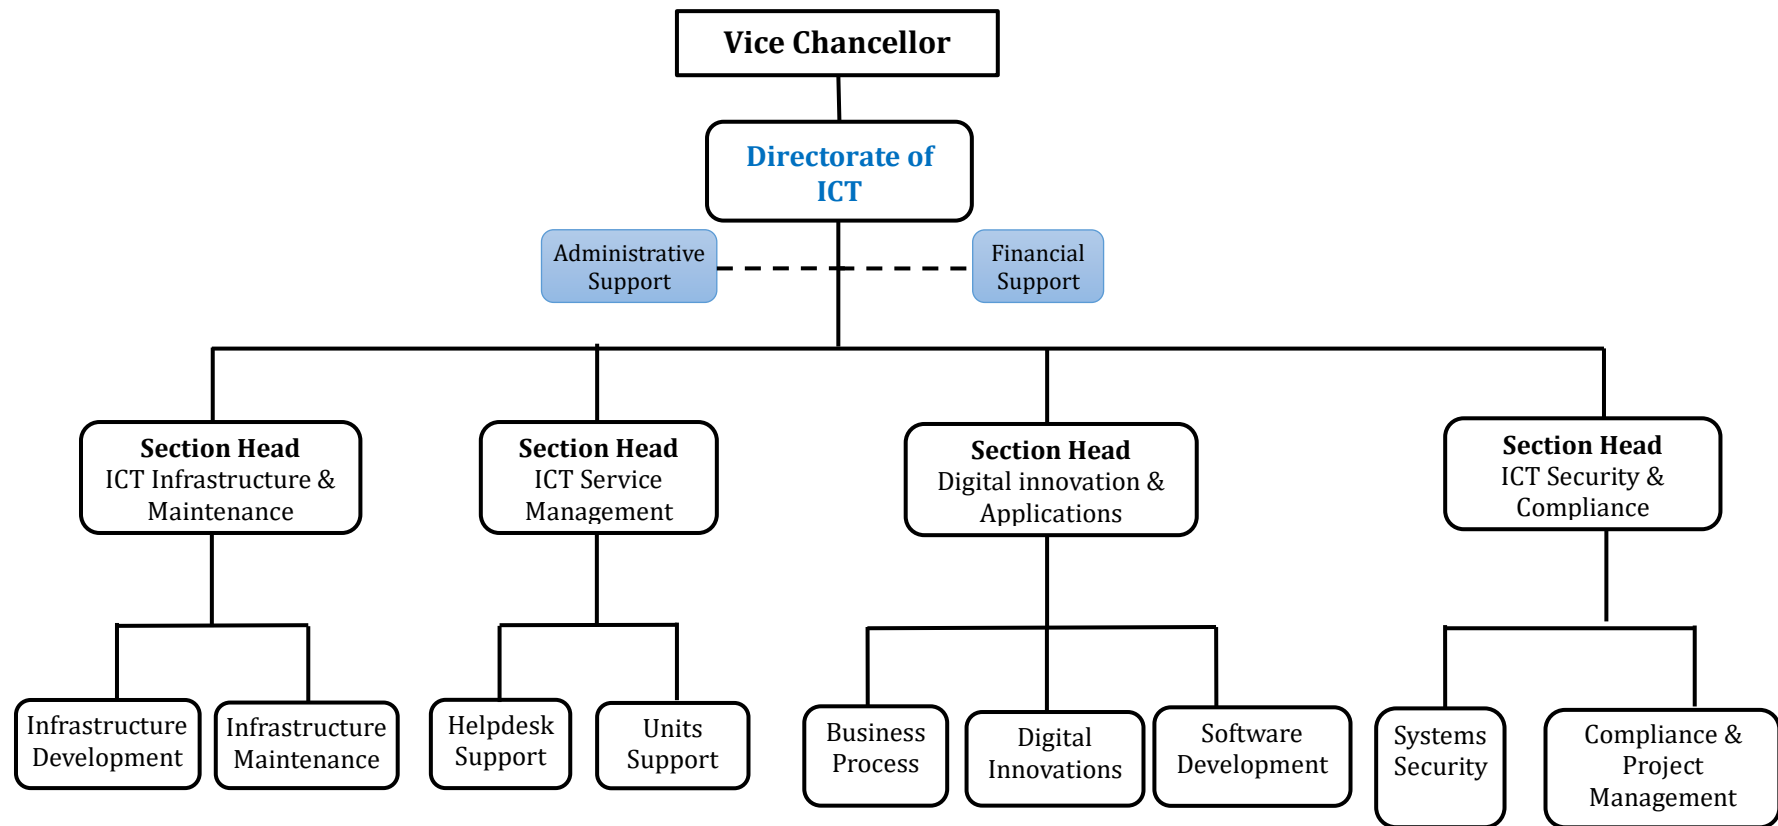 Vice Chancellor
Directorate of
ICT
Administrative
Support
Financial
Support
Section Head
ICT Infrastructure &
Maintenance
Section Head
ICT Service
Management
Section Head
Digital innovation &
Applications
Section Head
ICT Security &
Compliance
Infrastructure
Development
Infrastructure
Maintenance
Helpdesk
Support
Units
Support
Business
Process
Digital
Innovations
Software
Development
Systems
Security
Compliance &
Project
Management